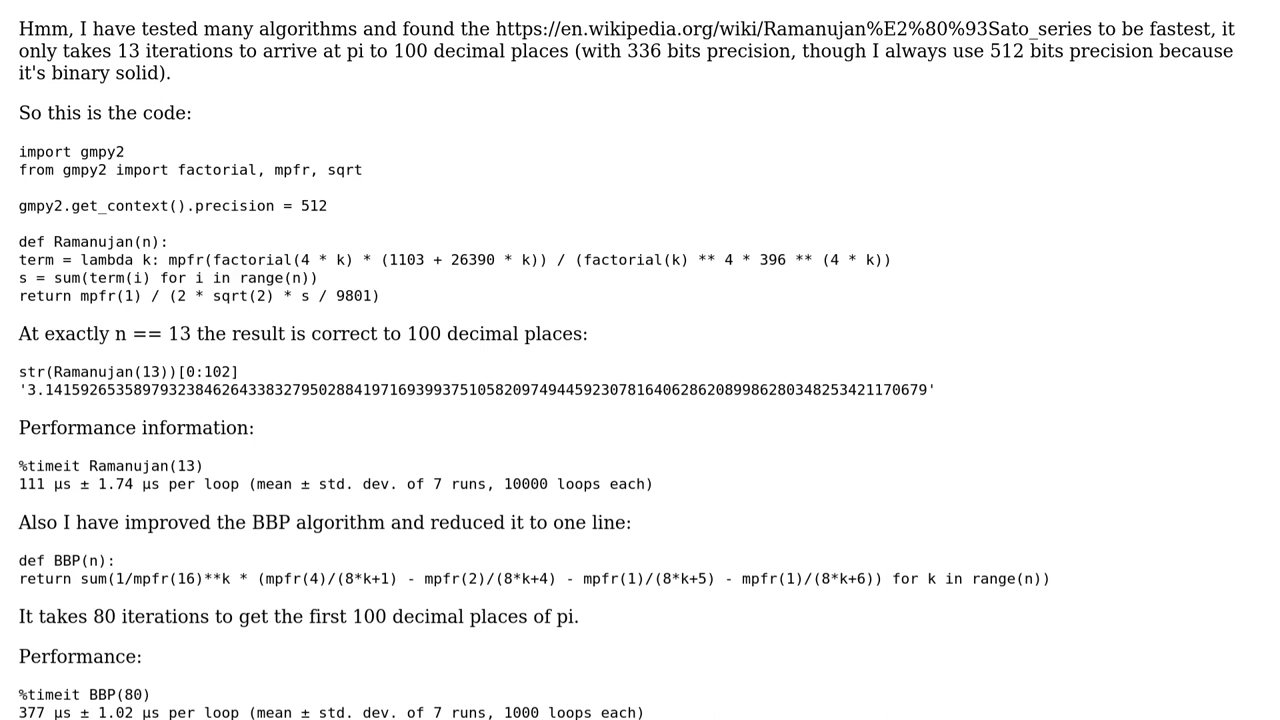 Hmm, I have tested many algorithms and found the https://en.wikipedia.org/wiki/Ramanujan%E2%80%93Sato_series to be fastest, it
only takes 13 iterations to arrive at pi to 100 decimal places (with 336 bits precision, though I always use 512 bits precision because
it's binary solid).
So this is the code:
import gmpy2
from gmpy2 import factorial, mpfr, sqrt
gmpy2.get_context().precision = 512
def Ramanujan(n):
term = lambda k: mpfr(factorial(4 * k) * (1103 + 26390 * k)) / (factorial(k) ** 4 * 396 ** (4 * k))
s = sum(term(i) for i in range(n))
return mpfr(1) / (2 * sqrt(2) * s / 9801)
At exactly n == 13 the result is correct to 100 decimal places:
str(Ramanujan(13))[0:102]
'3.1415926535897932384626433832795028841971693993751058209749445923078164062862089986280348253421170679'
Performance information:
%timeit Ramanujan(13)
111 µs ± 1.74 µs per loop (mean ± std. dev. of 7 runs, 10000 loops each)
Also I have improved the BBP algorithm and reduced it to one line:
def BBP(n):
return sum(1/mpfr(16)**k * (mpfr(4)/(8*k+1) - mpfr(2)/(8*k+4) - mpfr(1)/(8*k+5) - mpfr(1)/(8*k+6)) for k in range(n))
It takes 80 iterations to get the first 100 decimal places of pi.
Performance:
%timeit BBP(80)
377 µs ± 1.02 µs per loop (mean ± std. dev. of 7 runs, 1000 loops each)